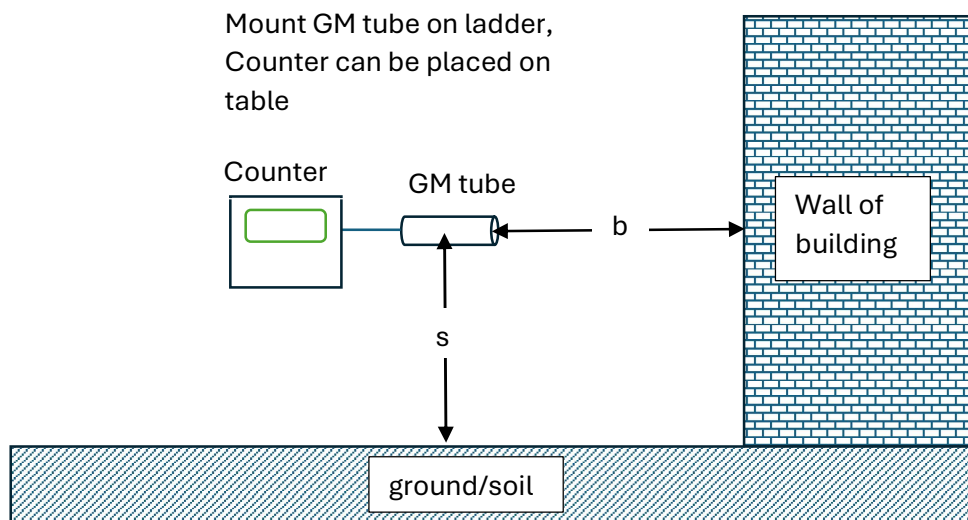 Mount GM tube on ladder,
Counter can be placed on
table
Counter
GM tube
b
Wall of
building
s
ground/soil